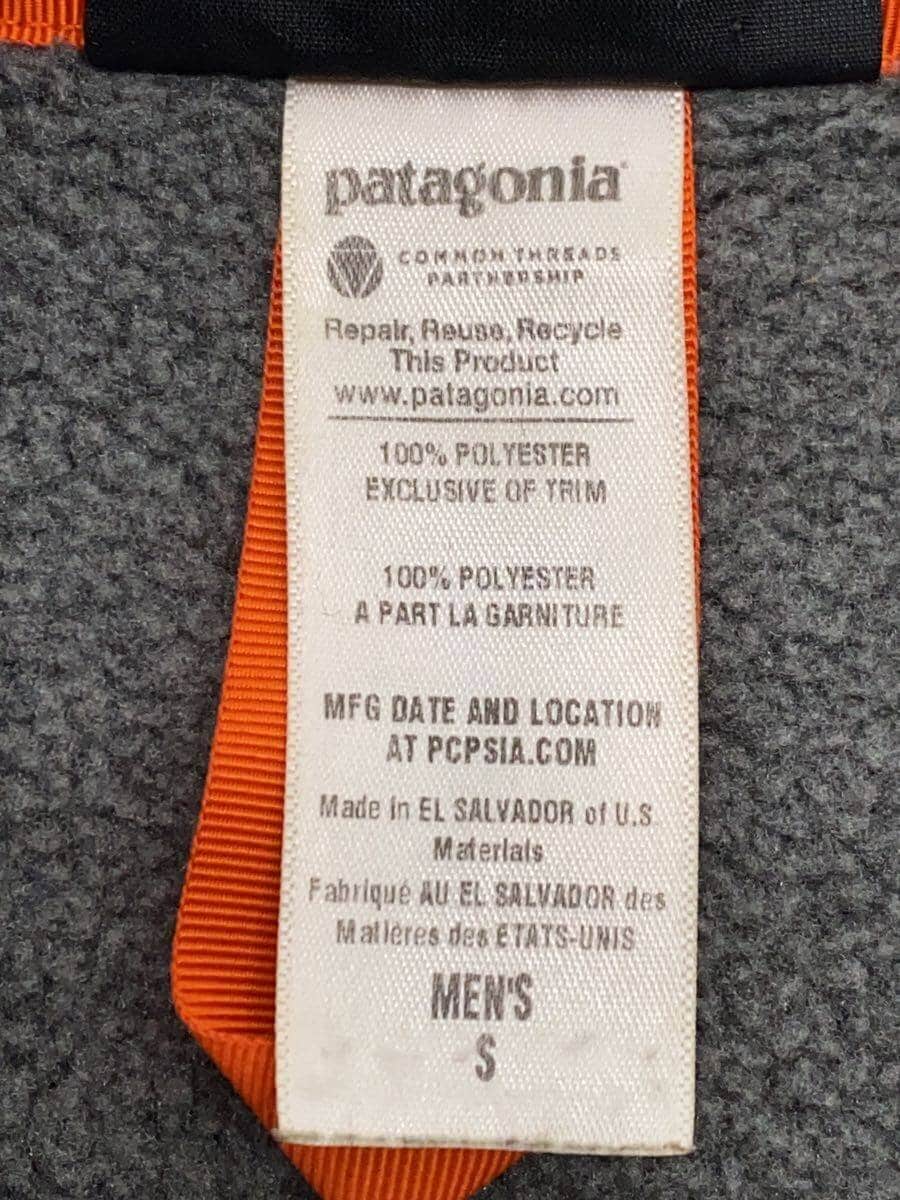 patagonia
COMMON THREADS
PARTNERSHIP
Repair, Reuse, Recycle
This Product
www.patagonia.com
100% POLYESTER
EXCLUSIVE OF TRIM
100% POLYESTER
A PART LA GARNITURE
MFG DATE AND LOCATION
AT PCPSIA.COM
Made in EL SALVADOR of U.S.
Materials
Fabriqué AU EL SALVADOR des
Matières des ETATS-UNIS
MEN'S
S